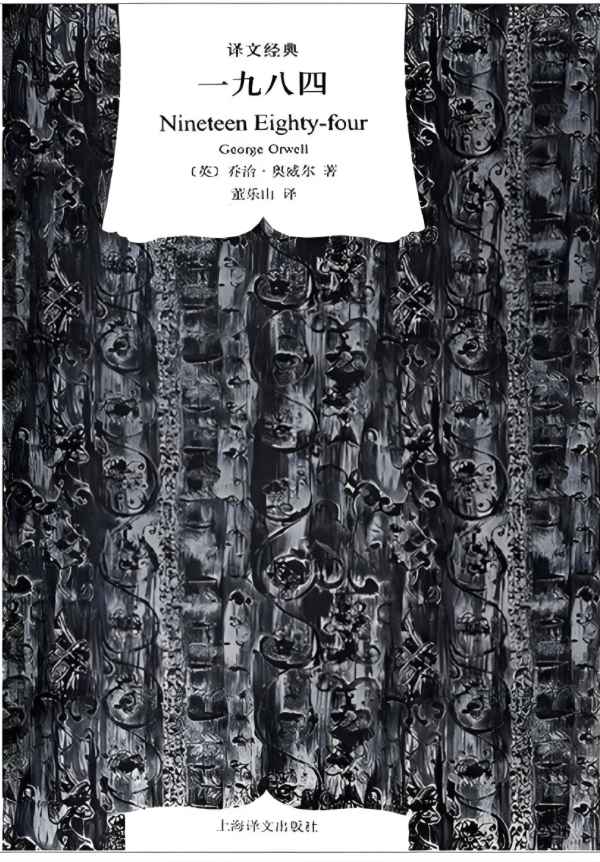 译文经典
一九八四
Nineteen Eighty-four
George Orwell
〔英〕乔治·奥威尔 著
董乐山 译
上海译文出版社